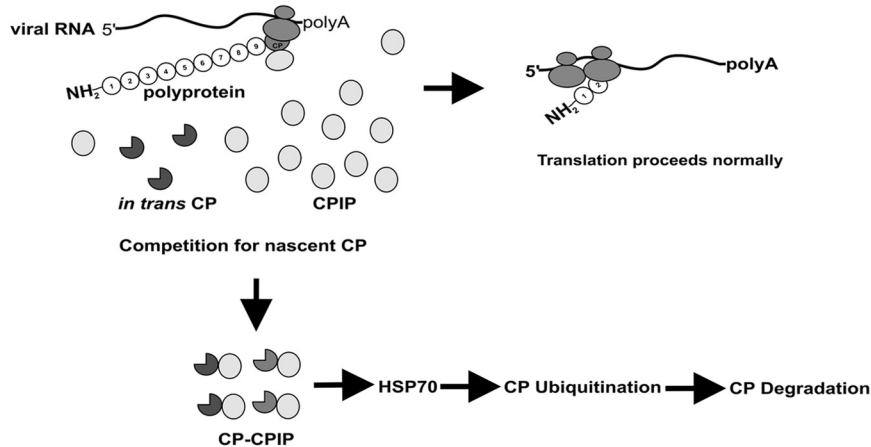 viral RNA 5' polyA
CP
1 2 3 4 5 6 7 8 9
NH2 polyprotein
in trans CP CPIP
Competition for nascent CP
5' polyA
1 2
NH2
Translation proceeds normally
HSP70 CP Ubiquitination CP Degradation
CP-CPIP